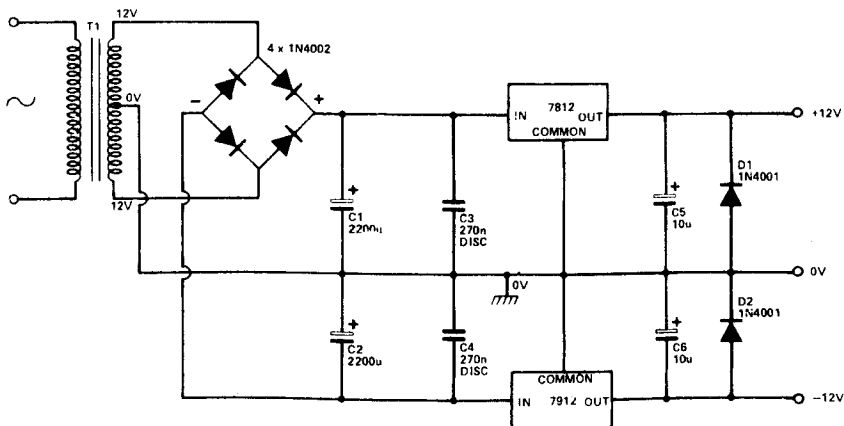 T1
12V
0V
12V
4 x 1N4002
−
+
+
C1
2200u
C3
270n
DISC
IN
7812
OUT
COMMON
+
C5
10u
D1
1N4001
+12V
0V
0V
+
C2
2200u
C4
270n
DISC
COMMON
IN
7912
OUT
+
C6
10u
D2
1N4001
−12V